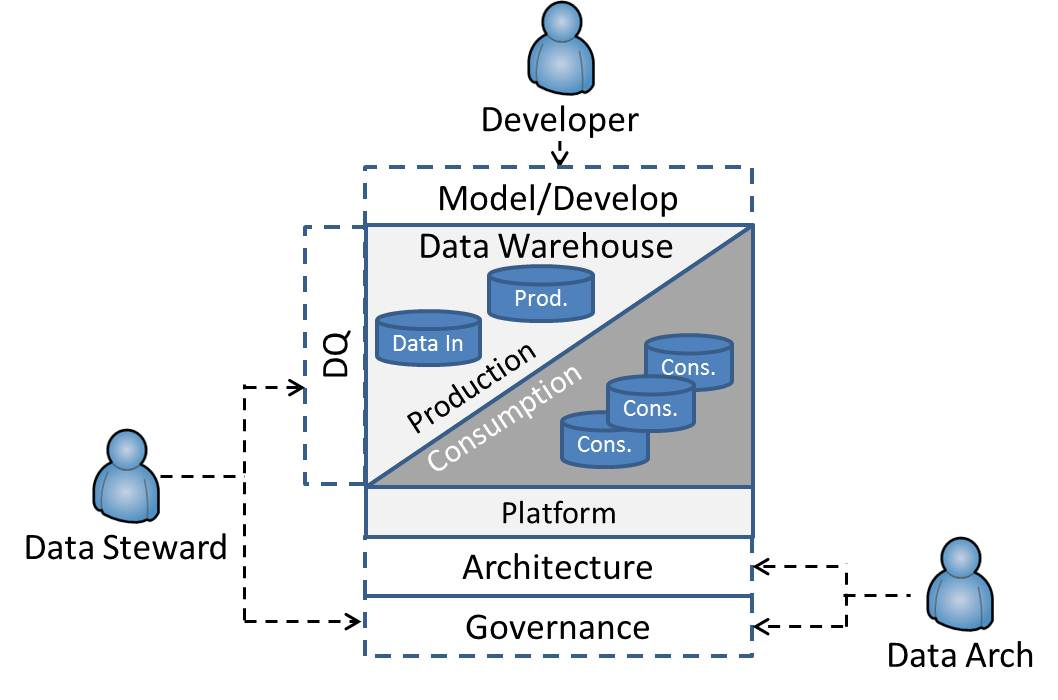 Developer
Model/Develop
Data Warehouse
Prod.
Data In
DQ
Production
Consumption
Cons.
Cons.
Cons.
Platform
Data Steward
Architecture
Governance
Data Arch